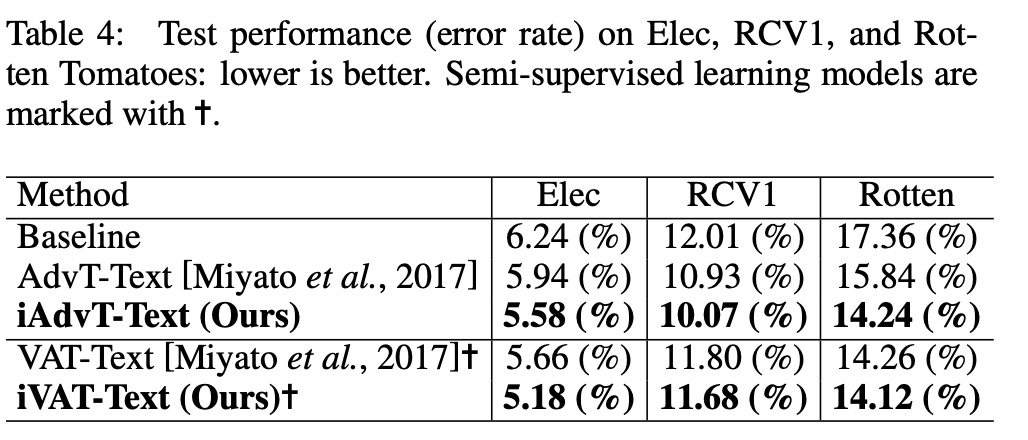 Table 4: Test performance (error rate) on Elec, RCV1, and Rot-
ten Tomatoes: lower is better. Semi-supervised learning models are
marked with †.
Method Elec RCV1 Rotten
Baseline 6.24 (%) 12.01 (%) 17.36 (%)
AdvT-Text [Miyato et al., 2017] 5.94 (%) 10.93 (%) 15.84 (%)
iAdvT-Text (Ours) 5.58 (%) 10.07 (%) 14.24 (%)
VAT-Text [Miyato et al., 2017]† 5.66 (%) 11.80 (%) 14.26 (%)
iVAT-Text (Ours)† 5.18 (%) 11.68 (%) 14.12 (%)